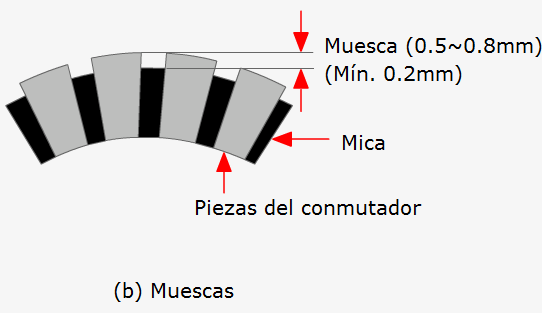 Muesca (0.5~0.8mm)
(Mín. 0.2mm)
Mica
Piezas del conmutador
(b) Muescas